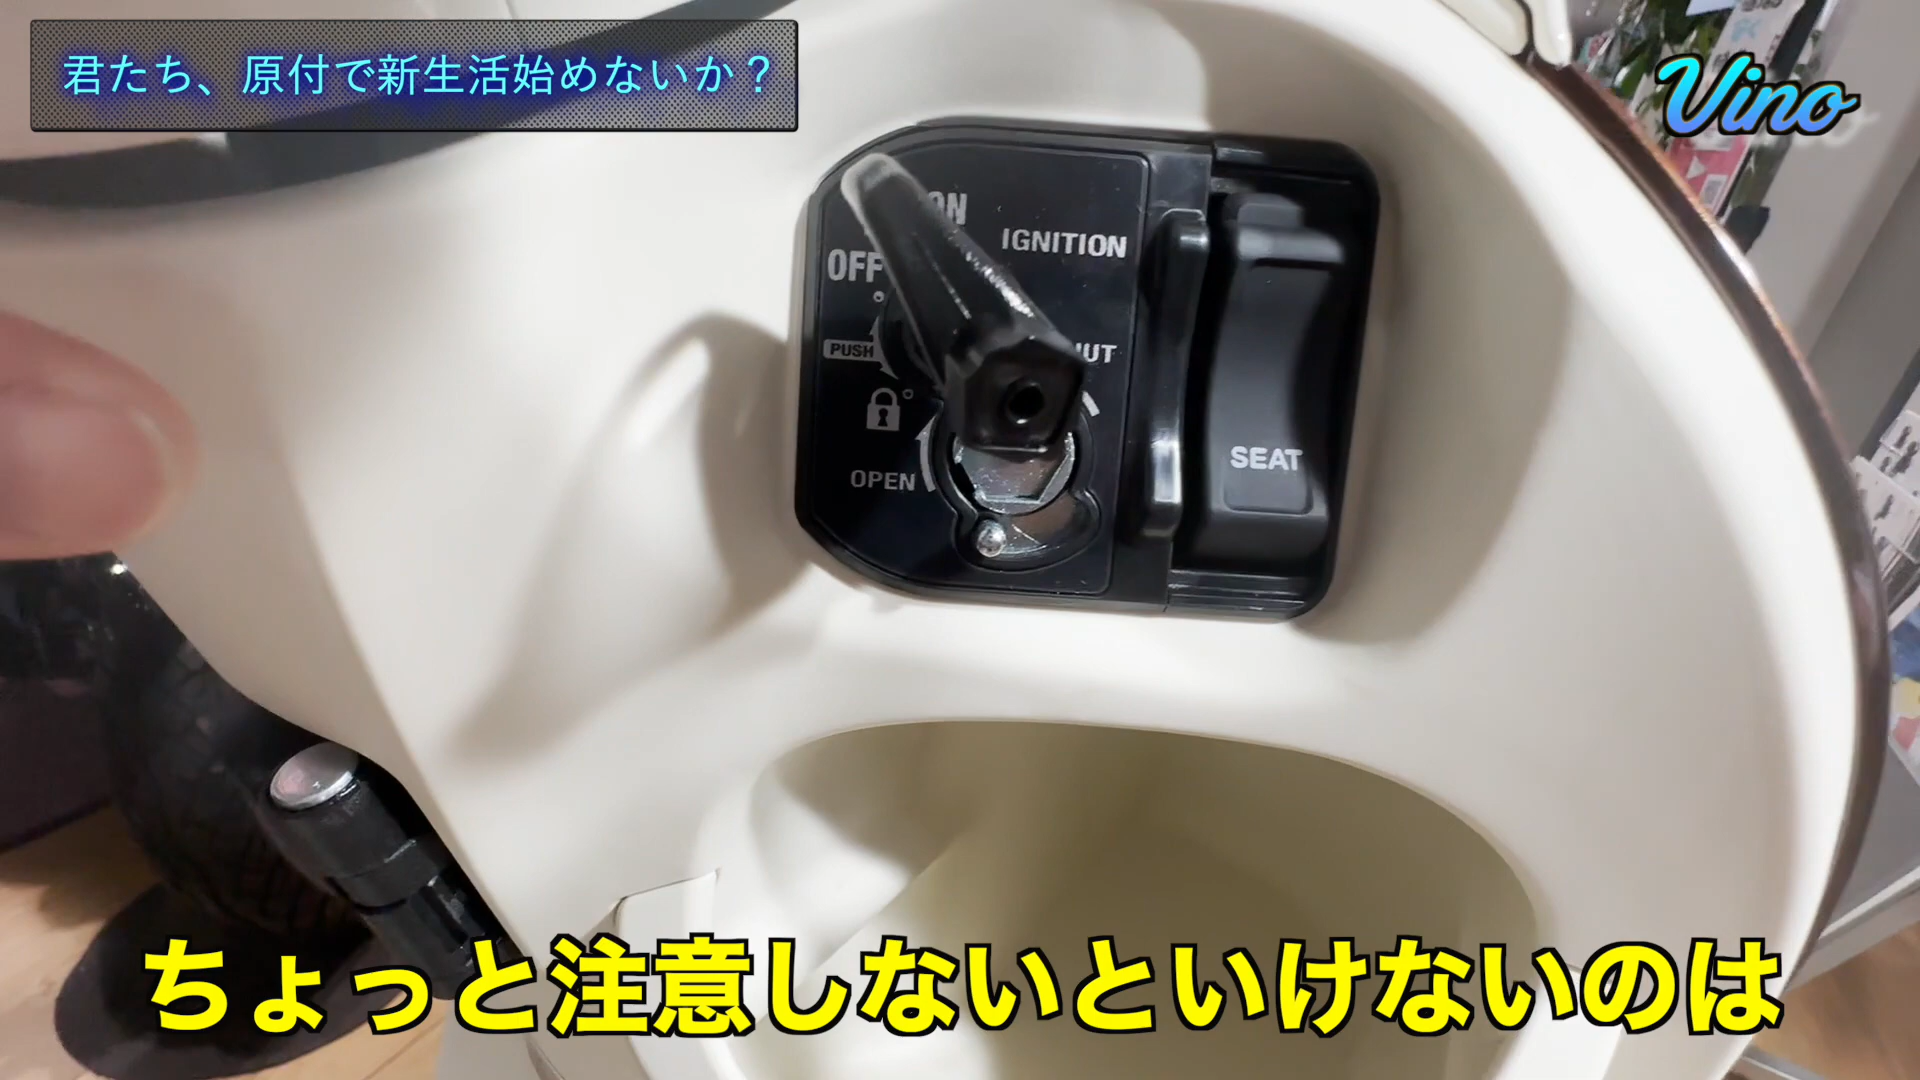 君たち、原付で新生活始めないか？
Vino
ON
IGNITION
OFF
PUSH
OPEN
SEAT
ちょっと注意しないといけないのは